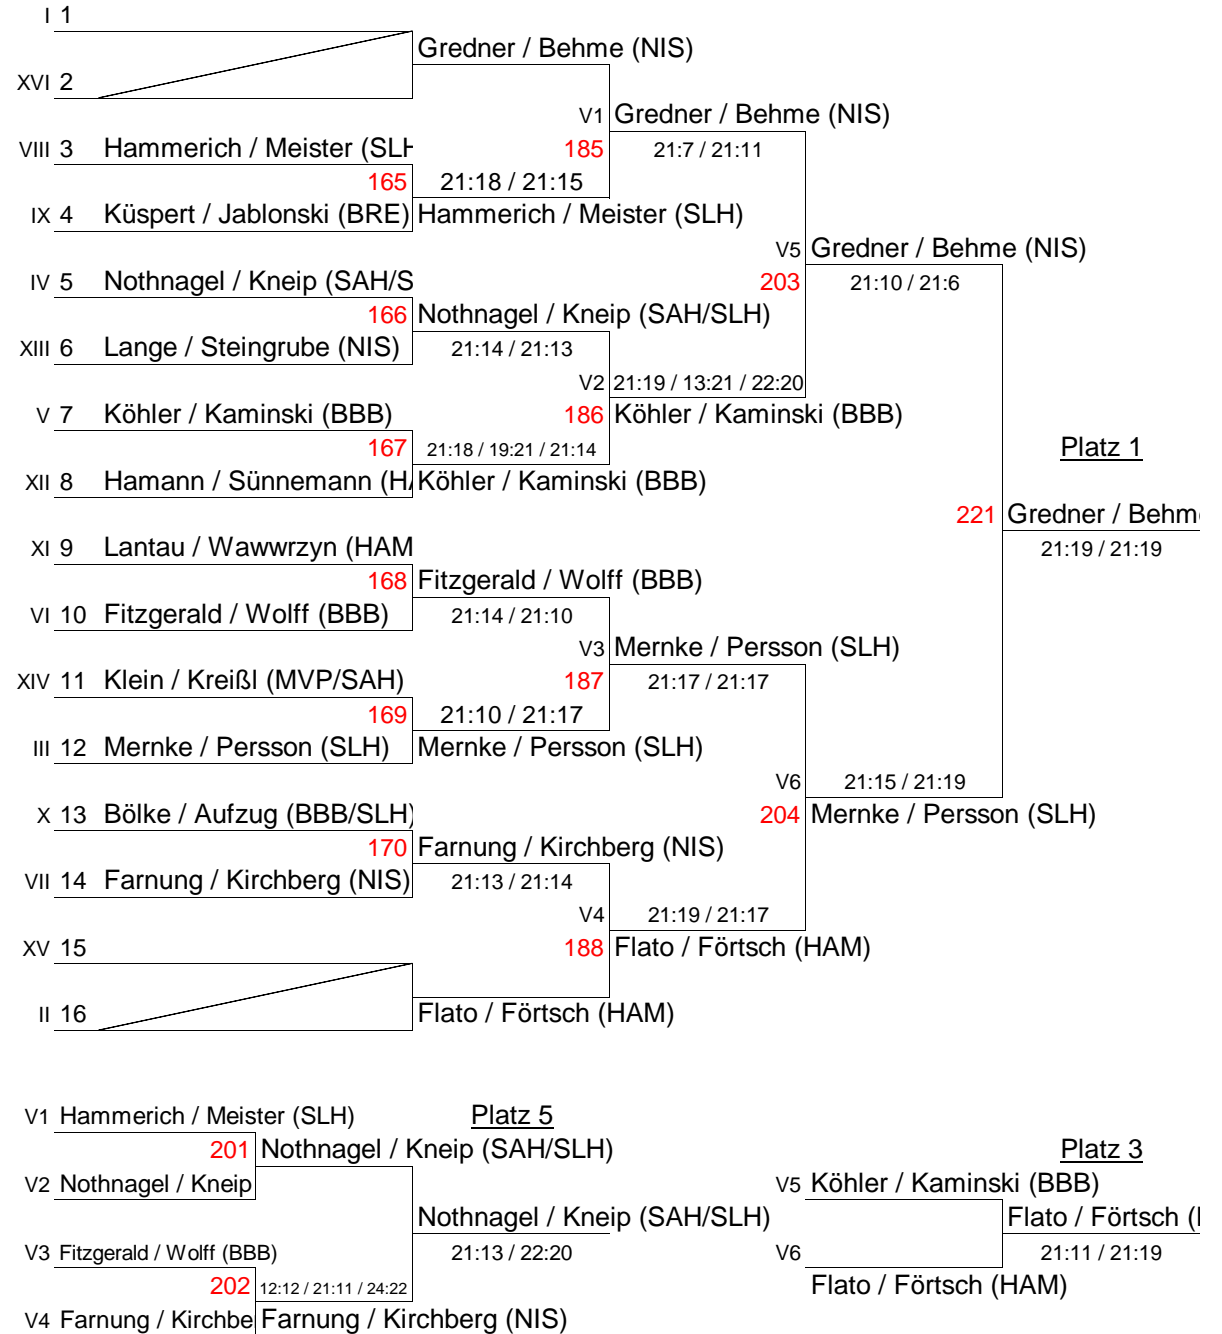 I 1
Gredner / Behme (NIS)
XVI 2
V1 Gredner / Behme (NIS)
VIII 3 Hammerich / Meister (SLH 185 21:7 / 21:11
165 21:18 / 21:15
IX 4 Küspert / Jablonski (BRE) Hammerich / Meister (SLH)
V5 Gredner / Behme (NIS)
IV 5 Nothnagel / Kneip (SAH/S 203 21:10 / 21:6
166 Nothnagel / Kneip (SAH/SLH)
XIII 6 Lange / Steingrube (NIS) 21:14 / 21:13
V2 21:19 / 13:21 / 22:20
V 7 Köhler / Kaminski (BBB) 186 Köhler / Kaminski (BBB)
167 21:18 / 19:21 / 21:14 Platz 1
XII 8 Hamann / Sünnemann (HA Köhler / Kaminski (BBB)
221 Gredner / Behm
XI 9 Lantau / Wawwrzyn (HAM 21:19 / 21:19
168 Fitzgerald / Wolff (BBB)
VI 10 Fitzgerald / Wolff (BBB) 21:14 / 21:10
V3 Mernke / Persson (SLH)
XIV 11 Klein / Kreißl (MVP/SAH) 187 21:17 / 21:17
169 21:10 / 21:17
III 12 Mernke / Persson (SLH) Mernke / Persson (SLH)
V6 21:15 / 21:19
X 13 Bölke / Aufzug (BBB/SLH) 204 Mernke / Persson (SLH)
170 Farnung / Kirchberg (NIS)
VII 14 Farnung / Kirchberg (NIS) 21:13 / 21:14
V4 21:19 / 21:17
XV 15 188 Flato / Förtsch (HAM)
II 16 Flato / Förtsch (HAM)
V1 Hammerich / Meister (SLH) Platz 5
201 Nothnagel / Kneip (SAH/SLH) Platz 3
V2 Nothnagel / Kneip V5 Köhler / Kaminski (BBB)
Nothnagel / Kneip (SAH/SLH) Flato / Förtsch (
V3 Fitzgerald / Wolff (BBB) 21:13 / 22:20 V6 21:11 / 21:19
202 12:12 / 21:11 / 24:22 Flato / Förtsch (HAM)
V4 Farnung / Kirchbe Farnung / Kirchberg (NIS)